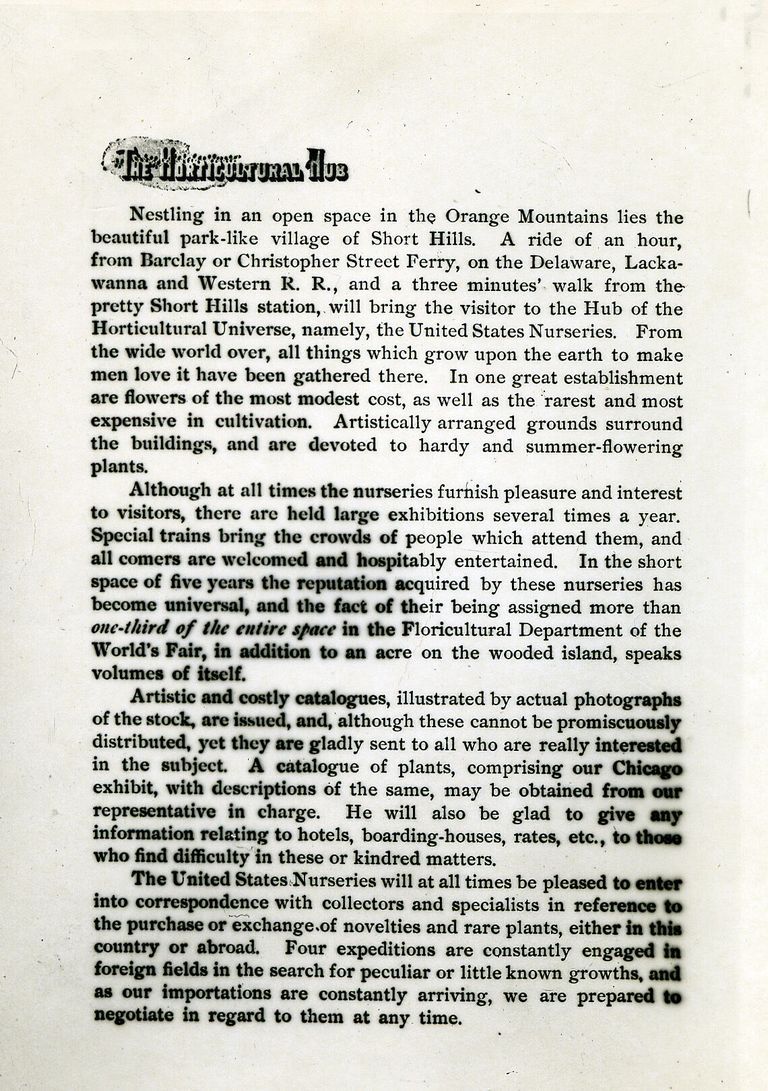 The Horticultural Hub
Nestling in an open space in the Orange Mountains lies the
beautiful park-like village of Short Hills. A ride of an hour,
from Barclay or Christopher Street Ferry, on the Delaware, Lacka-
wanna and Western R. R., and a three minutes' walk from the
pretty Short Hills station, will bring the visitor to the Hub of the
Horticultural Universe, namely, the United States Nurseries. From
the wide world over, all things which grow upon the earth to make
men love it have been gathered there. In one great establishment
are flowers of the most modest cost, as well as the rarest and most
expensive in cultivation. Artistically arranged grounds surround
the buildings, and are devoted to hardy and summer-flowering
plants.
Although at all times the nurseries furnish pleasure and interest
to visitors, there are held large exhibitions several times a year.
Special trains bring the crowds of people which attend them, and
all comers are welcomed and hospitably entertained. In the short
space of five years the reputation acquired by these nurseries has
become universal, and the fact of their being assigned more than
one-third of the entire space in the Floricultural Department of the
World's Fair, in addition to an acre on the wooded island, speaks
volumes of itself.
Artistic and costly catalogues, illustrated by actual photographs
of the stock, are issued, and, although these cannot be promiscuously
distributed, yet they are gladly sent to all who are really interested
in the subject. A catalogue of plants, comprising our Chicago
exhibit, with descriptions of the same, may be obtained from our
representative in charge. He will also be glad to give any
information relating to hotels, boarding-houses, rates, etc., to those
who find difficulty in these or kindred matters.
The United States Nurseries will at all times be pleased to enter
into correspondence with collectors and specialists in reference to
the purchase or exchange of novelties and rare plants, either in this
country or abroad. Four expeditions are constantly engaged in
foreign fields in the search for peculiar or little known growths, and
as our importations are constantly arriving, we are prepared to
negotiate in regard to them at any time.